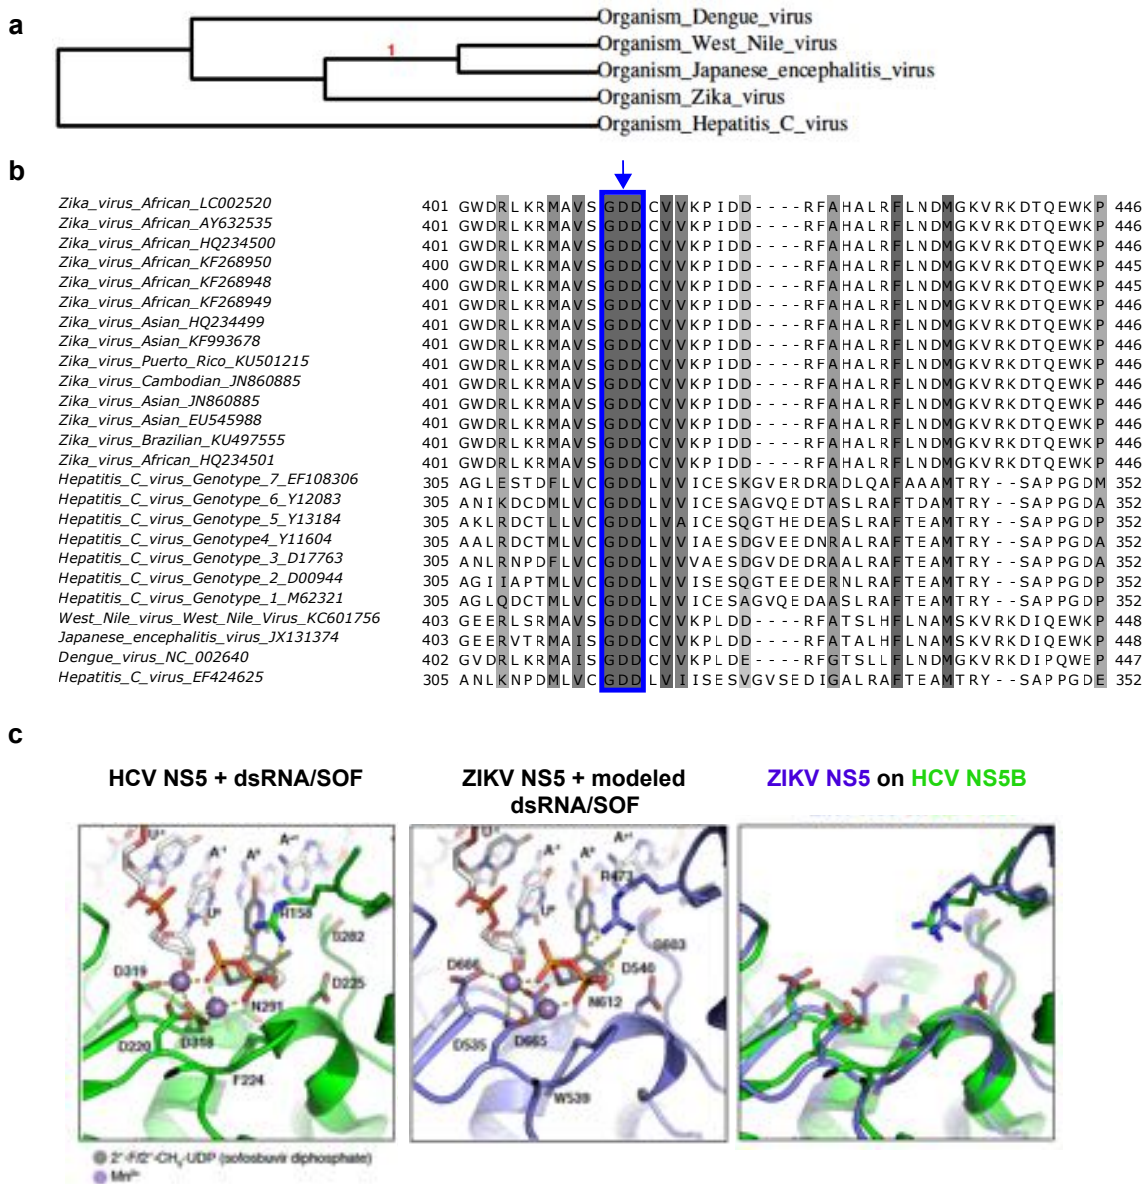 a
Organism_Dengue_virus
1
Organism_West_Nile_virus
Organism_Japanese_encephalitis_virus
Organism_Zika_virus
Organism_Hepatitis_C_virus
b
Zika_virus_African_LC002520 401 GWDRLKRMAVSGDDCVVKPIDD----RFAHALRFLNDMGKVRKDTQEWKP 446
Zika_virus_African_AY632535 401 GWDRLKRMAVSGDDCVVKPIDD----RFAHALRFLNDMGKVRKDTQEWKP 446
Zika_virus_African_HQ234500 401 GWDRLKRMAVSGDDCVVKPIDD----RFAHALRFLNDMGKVRKDTQEWKP 446
Zika_virus_African_KF268950 400 GWDRLKRMAVSGDDCVVKPIDD----RFAHALRFLNDMGKVRKDTQEWKP 445
Zika_virus_African_KF268948 400 GWDRLKRMAVSGDDCVVKPIDD----RFAHALRFLNDMGKVRKDTQEWKP 445
Zika_virus_African_KF268949 401 GWDRLKRMAVSGDDCVVKPIDD----RFAHALRFLNDMGKVRKDTQEWKP 446
Zika_virus_Asian_HQ234499 401 GWDRLKRMAVSGDDCVVKPIDD----RFAHALRFLNDMGKVRKDTQEWKP 446
Zika_virus_Asian_KF993678 401 GWDRLKRMAVSGDDCVVKPIDD----RFAHALRFLNDMGKVRKDTQEWKP 446
Zika_virus_Puerto_Rico_KU501215 401 GWDRLKRMAVSGDDCVVKPIDD----RFAHALRFLNDMGKVRKDTQEWKP 446
Zika_virus_Cambodian_JN860885 401 GWDRLKRMAVSGDDCVVKPIDD----RFAHALRFLNDMGKVRKDTQEWKP 446
Zika_virus_Asian_JN860885 401 GWDRLKRMAVSGDDCVVKPIDD----RFAHALRFLNDMGKVRKDTQEWKP 446
Zika_virus_Asian_EU545988 401 GWDRLKRMAVSGDDCVVKPIDD----RFAHALRFLNDMGKVRKDTQEWKP 446
Zika_virus_Brazilian_KU497555 401 GWDRLKRMAVSGDDCVVKPIDD----RFAHALRFLNDMGKVRKDTQEWKP 446
Zika_virus_African_HQ234501 401 GWDRLKRMAVSGDDCVVKPIDD----RFAHALRFLNDMGKVRKDTQEWKP 446
Hepatitis_C_virus_Genotype_7_EF108306 305 AGLESTDFLVCGDDLVVICESKGVERDRADLQAFAAAMTRY--SAPPGDM 352
Hepatitis_C_virus_Genotype_6_Y12083 305 ANIKDCDMLVCGDDLVVICESAGVQEDTASLRAFTEAMTRY--SAPPGDA 352
Hepatitis_C_virus_Genotype_5_Y13184 305 AKLRDCTLLVCGDDLVAICESQGTHEDEASLRAFTEAMTRY--SAPPGDP 352
Hepatitis_C_virus_Genotype4_Y11604 305 AALRDCTMLVCGDDLVVIAESDGVEEDNRALRAFTEAMTRY--SAPPGDA 352
Hepatitis_C_virus_Genotype_3_D17763 305 ANLRNPDFLVCGDDLVVVAESDGVDEDRAALRAFTEAMTRY--SAPPGDA 352
Hepatitis_C_virus_Genotype_2_D00944 305 AGIIAPTMLVCGDDLVVISESQGTEEDERNLRAFTEAMTRY--SAPPGDP 352
Hepatitis_C_virus_Genotype_1_M62321 305 AGLQDCTMLVCGDDLVVICESAGVQEDAASLRAFTEAMTRY--SAPPGDP 352
West_Nile_virus_West_Nile_Virus_KC601756 403 GEERLSRMAVSGDDCVVKPLDD----RFATSLHFLNAMSKVRKDIQEWKP 448
Japanese_encephalitis_virus_JX131374 403 GEERVTRMAISGDDCVVKPLDD----RFATALHFLNAMSKVRKDIQEWKP 448
Dengue_virus_NC_002640 402 GVDRLKRMAISGDDCVVKPLDE----RFGTSLLFLNDMGKVRKDIPQWEP 447
Hepatitis_C_virus_EF424625 305 ANLKNPDMLVCGDDLVIISESVGVSEDIGALRAFTEAMTRY--SAPPGDE 352
c
HCV NS5 + dsRNA/SOF
ZIKV NS5 + modeled
dsRNA/SOF
ZIKV NS5 on HCV NS5B
R158
S282
D319
D225
N291
D220
D318
F224
R473
D540
N612
D535
D665
W539
Mn²⁺